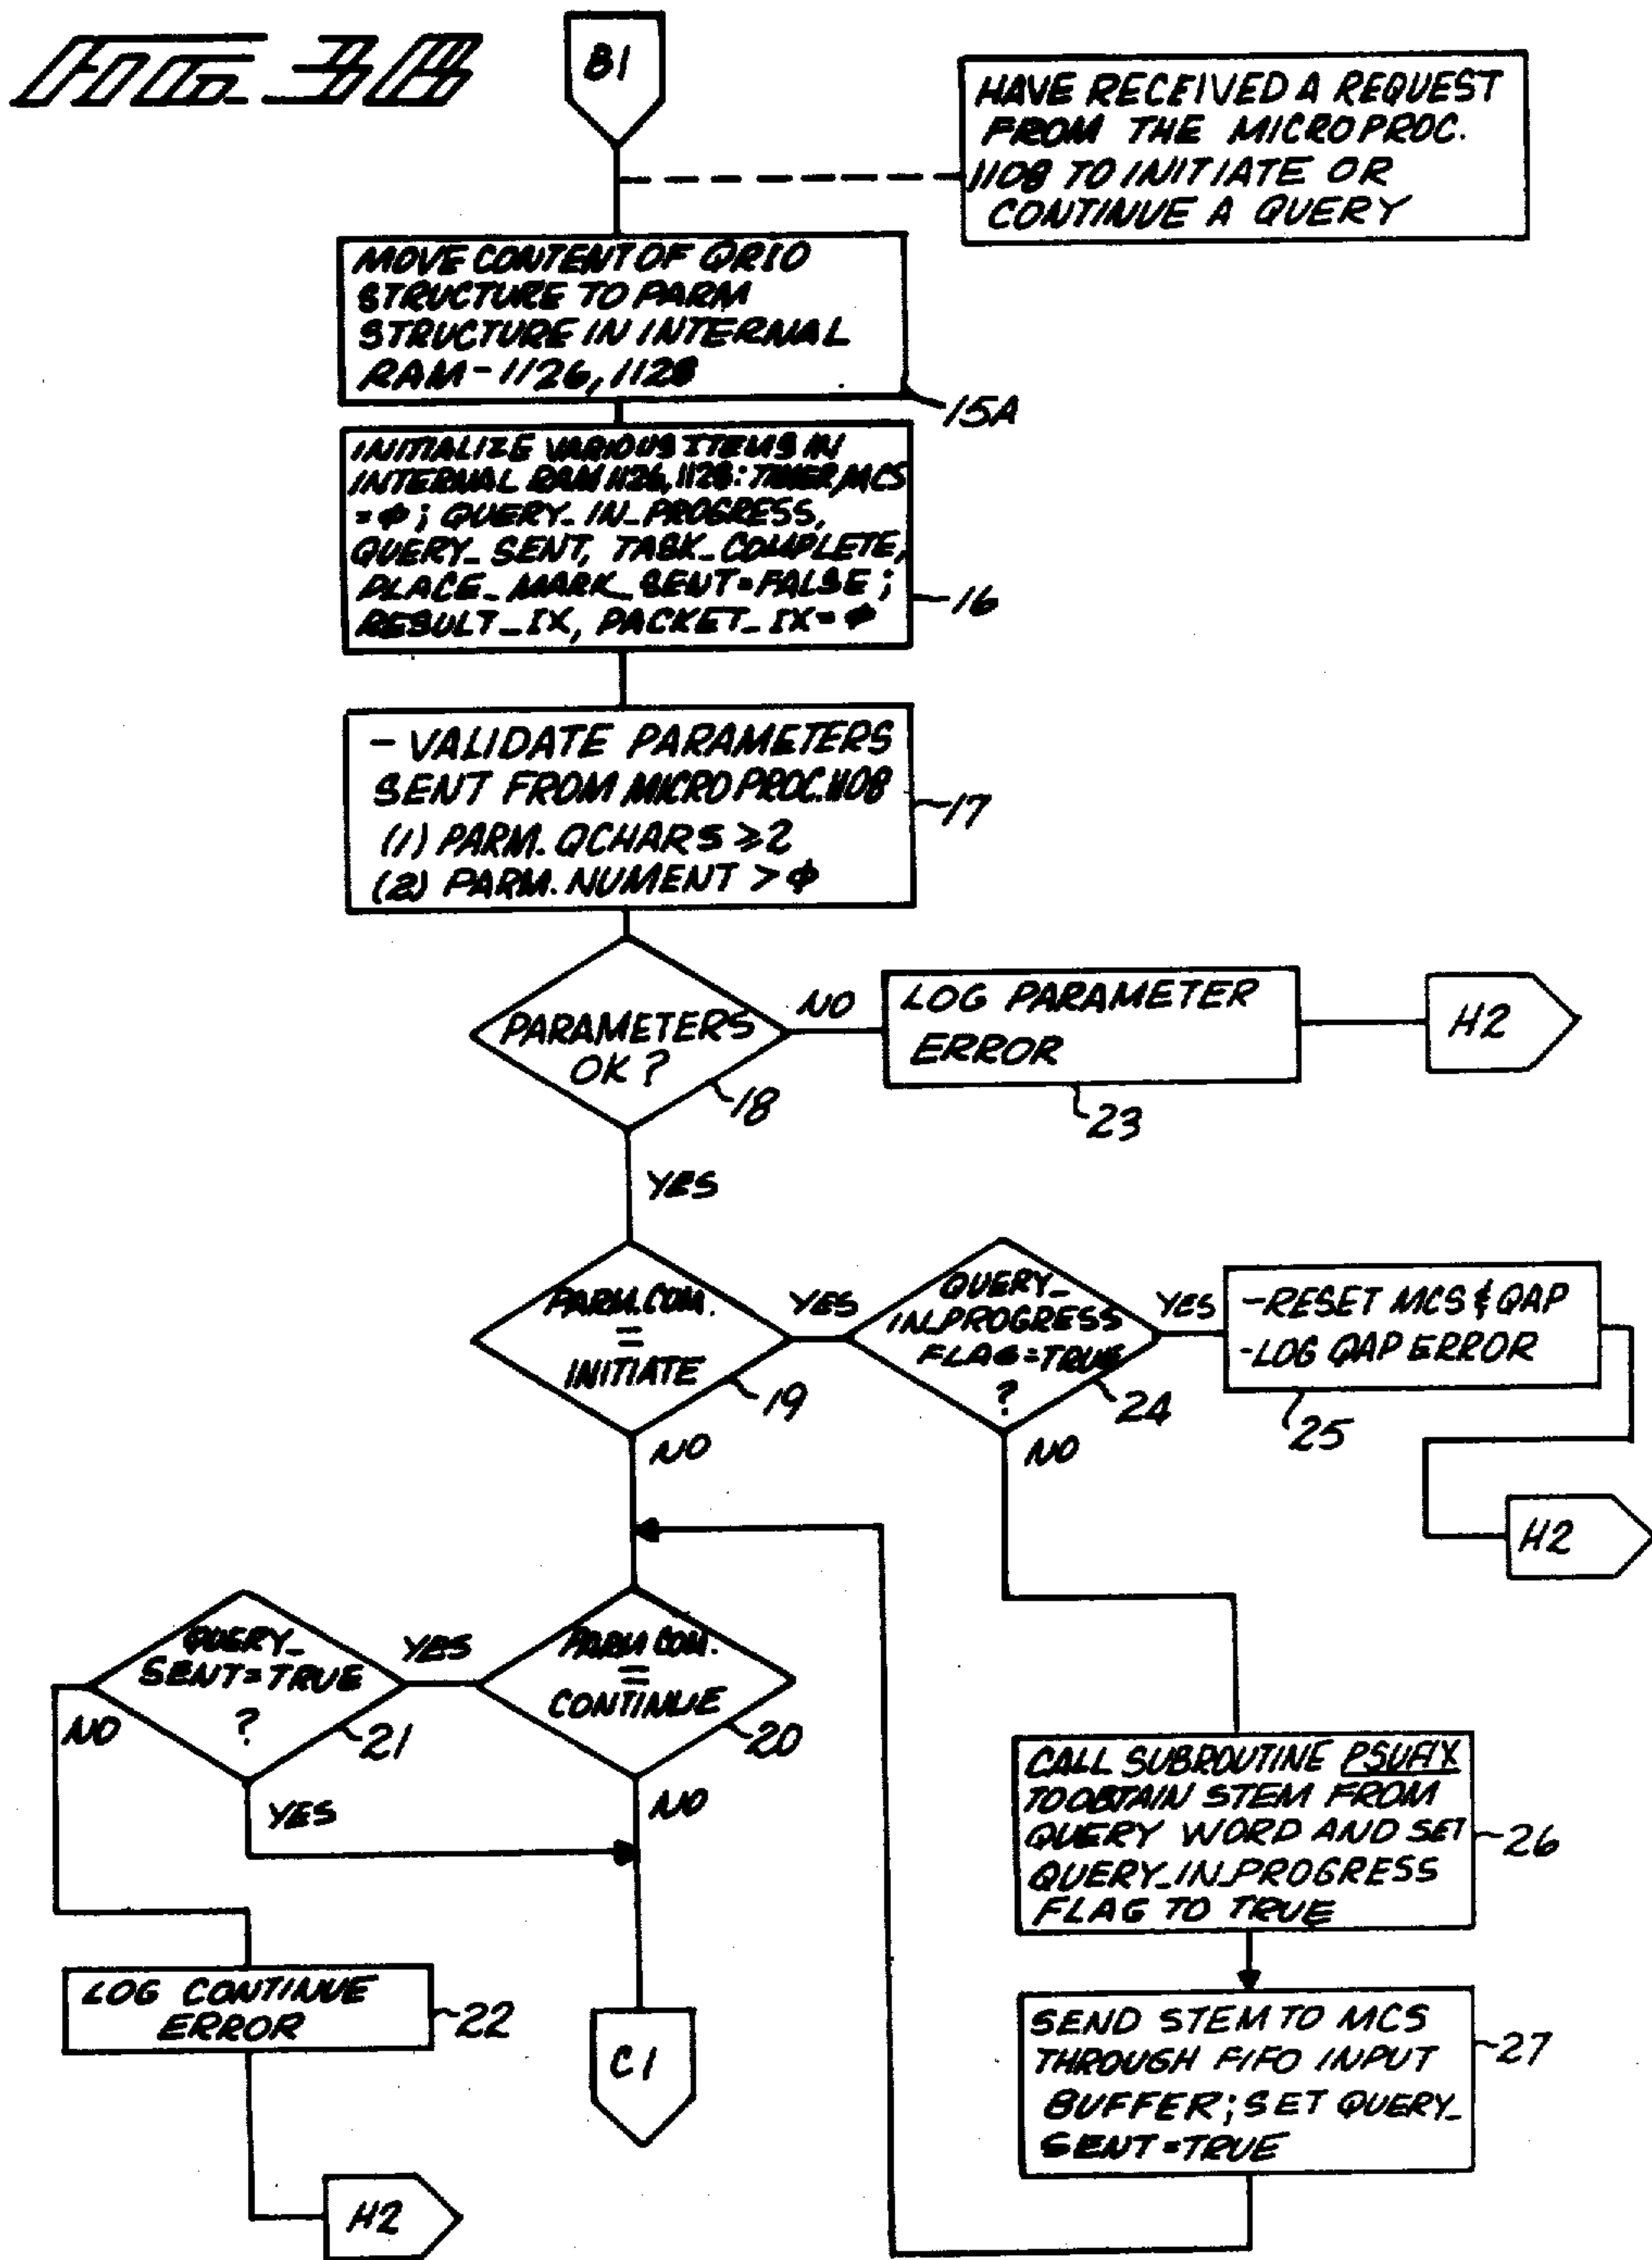 FIG. 3B
B1
HAVE RECEIVED A REQUEST
FROM THE MICROPROC.
1108 TO INITIATE OR
CONTINUE A QUERY
MOVE CONTENT OF QRIO
STRUCTURE TO PARM
STRUCTURE IN INTERNAL
RAM-1126, 1128
15A
INITIALIZE VARIOUS ITEMS IN
INTERNAL RAM 1126, 1128: TIMER, MCS
=φ; QUERY_IN_PROGRESS,
QUERY_SENT, TASK_COMPLETE,
PLACE_MARK_SENT=FALSE;
RESULT_IX, PACKET_IX=φ
16
- VALIDATE PARAMETERS
SENT FROM MICROPROC. 1108
(1) PARM. QCHARS ≥2
(2) PARM. NUMENT >φ
17
PARAMETERS
OK?
18
NO
LOG PARAMETER
ERROR
23
H2
YES
PARM.COM.
=
INITIATE
19
YES
QUERY_
IN_PROGRESS
FLAG=TRUE
?
24
YES
-RESET MCS & QAP
-LOG QAP ERROR
25
H2
NO
NO
PARM COM.
=
CONTINUE
20
YES
QUERY_
SENT=TRUE
?
21
NO
YES
NO
LOG CONTINUE
ERROR
22
H2
C1
CALL SUBROUTINE PSUFIX
TO OBTAIN STEM FROM
QUERY WORD AND SET
QUERY_IN_PROGRESS
FLAG TO TRUE
26
SEND STEM TO MCS
THROUGH FIFO INPUT
BUFFER; SET QUERY_
SENT=TRUE
27